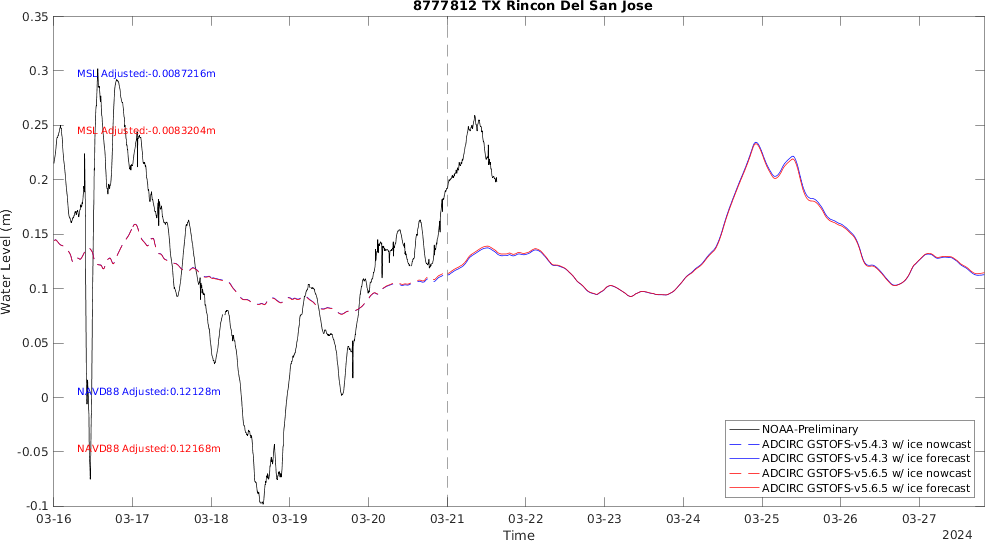 8777812 TX Rincon Del San Jose
Water Level (m)
0.35
0.3
0.25
0.2
0.15
0.1
0.05
0
-0.05
-0.1
MSL Adjusted:-0.0087216m
MSL Adjusted:-0.0083204m
NAVD88 Adjusted:0.12128m
NAVD88 Adjusted:0.12168m
NOAA-Preliminary
ADCIRC GSTOFS-v5.4.3 w/ ice nowcast
ADCIRC GSTOFS-v5.4.3 w/ ice forecast
ADCIRC GSTOFS-v5.6.5 w/ ice nowcast
ADCIRC GSTOFS-v5.6.5 w/ ice forecast
03-16 03-17 03-18 03-19 03-20 03-21 03-22 03-23 03-24 03-25 03-26 03-27
Time
2024